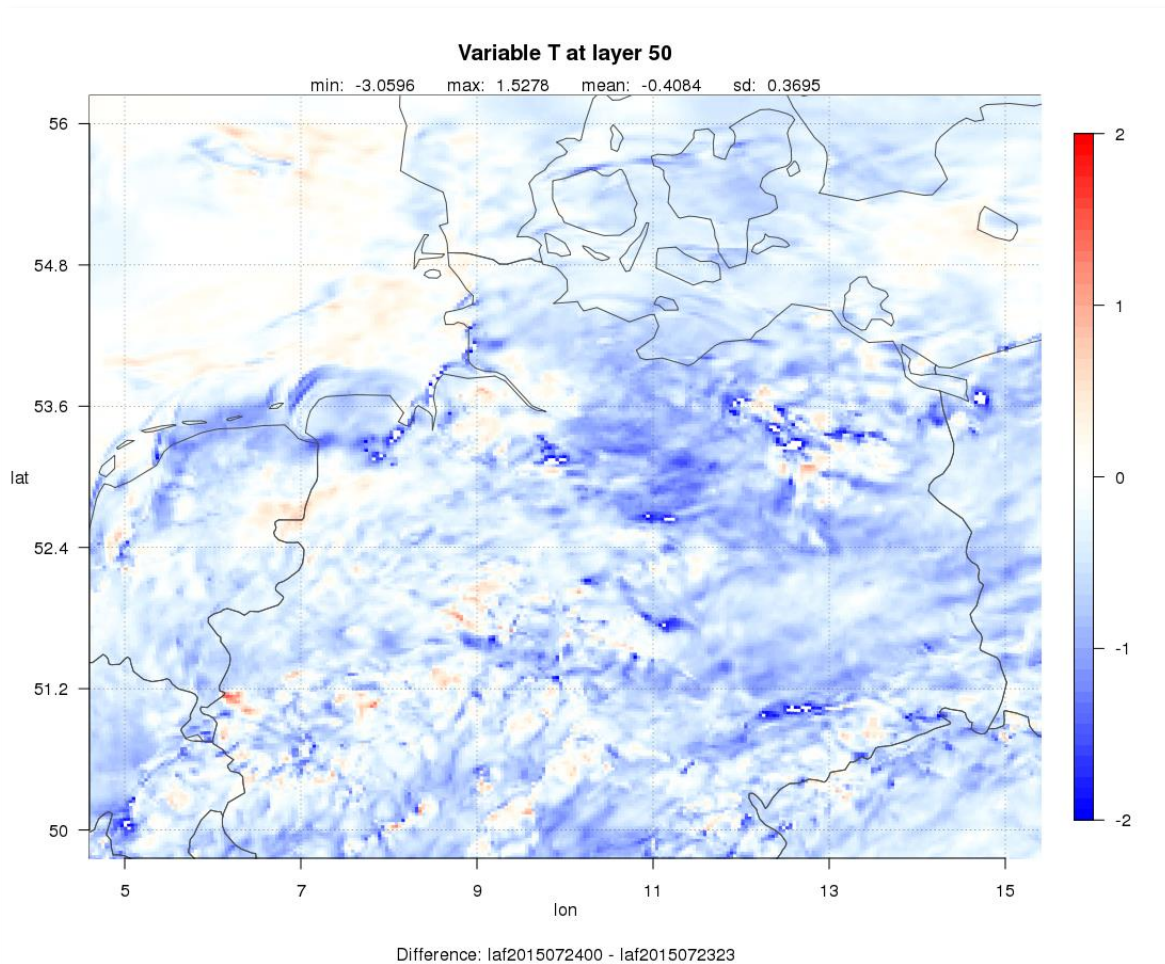 Variable T at layer 50
min: -3.0596 max: 1.5278 mean: -0.4084 sd: 0.3695
56
54.8
53.6
52.4
51.2
50
lat
5 7 9 11 13 15
lon
2
1
0
-1
-2
Difference: laf2015072400 - laf2015072323